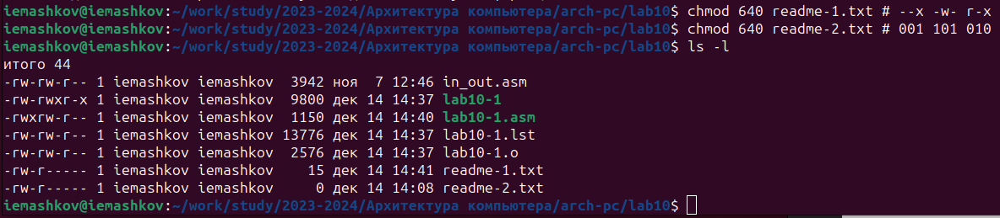 iemashkov@iemashkov:~/work/study/2023-2024/Архитектура компьютера/arch-pc/lab10$ chmod 640 readme-1.txt # --x -w- r-x
iemashkov@iemashkov:~/work/study/2023-2024/Архитектура компьютера/arch-pc/lab10$ chmod 640 readme-2.txt # 001 101 010
iemashkov@iemashkov:~/work/study/2023-2024/Архитектура компьютера/arch-pc/lab10$ ls -l
итого 44
-rw-rw-r-- 1 iemashkov iemashkov  3942 ноя  7 12:46 in_out.asm
-rw-rwxr-x 1 iemashkov iemashkov  9800 дек 14 14:37 lab10-1
-rwxrw-r-- 1 iemashkov iemashkov  1150 дек 14 14:40 lab10-1.asm
-rw-rw-r-- 1 iemashkov iemashkov 13776 дек 14 14:37 lab10-1.lst
-rw-rw-r-- 1 iemashkov iemashkov  2576 дек 14 14:37 lab10-1.o
-rw-r----- 1 iemashkov iemashkov    15 дек 14 14:41 readme-1.txt
-rw-r----- 1 iemashkov iemashkov     0 дек 14 14:08 readme-2.txt
iemashkov@iemashkov:~/work/study/2023-2024/Архитектура компьютера/arch-pc/lab10$